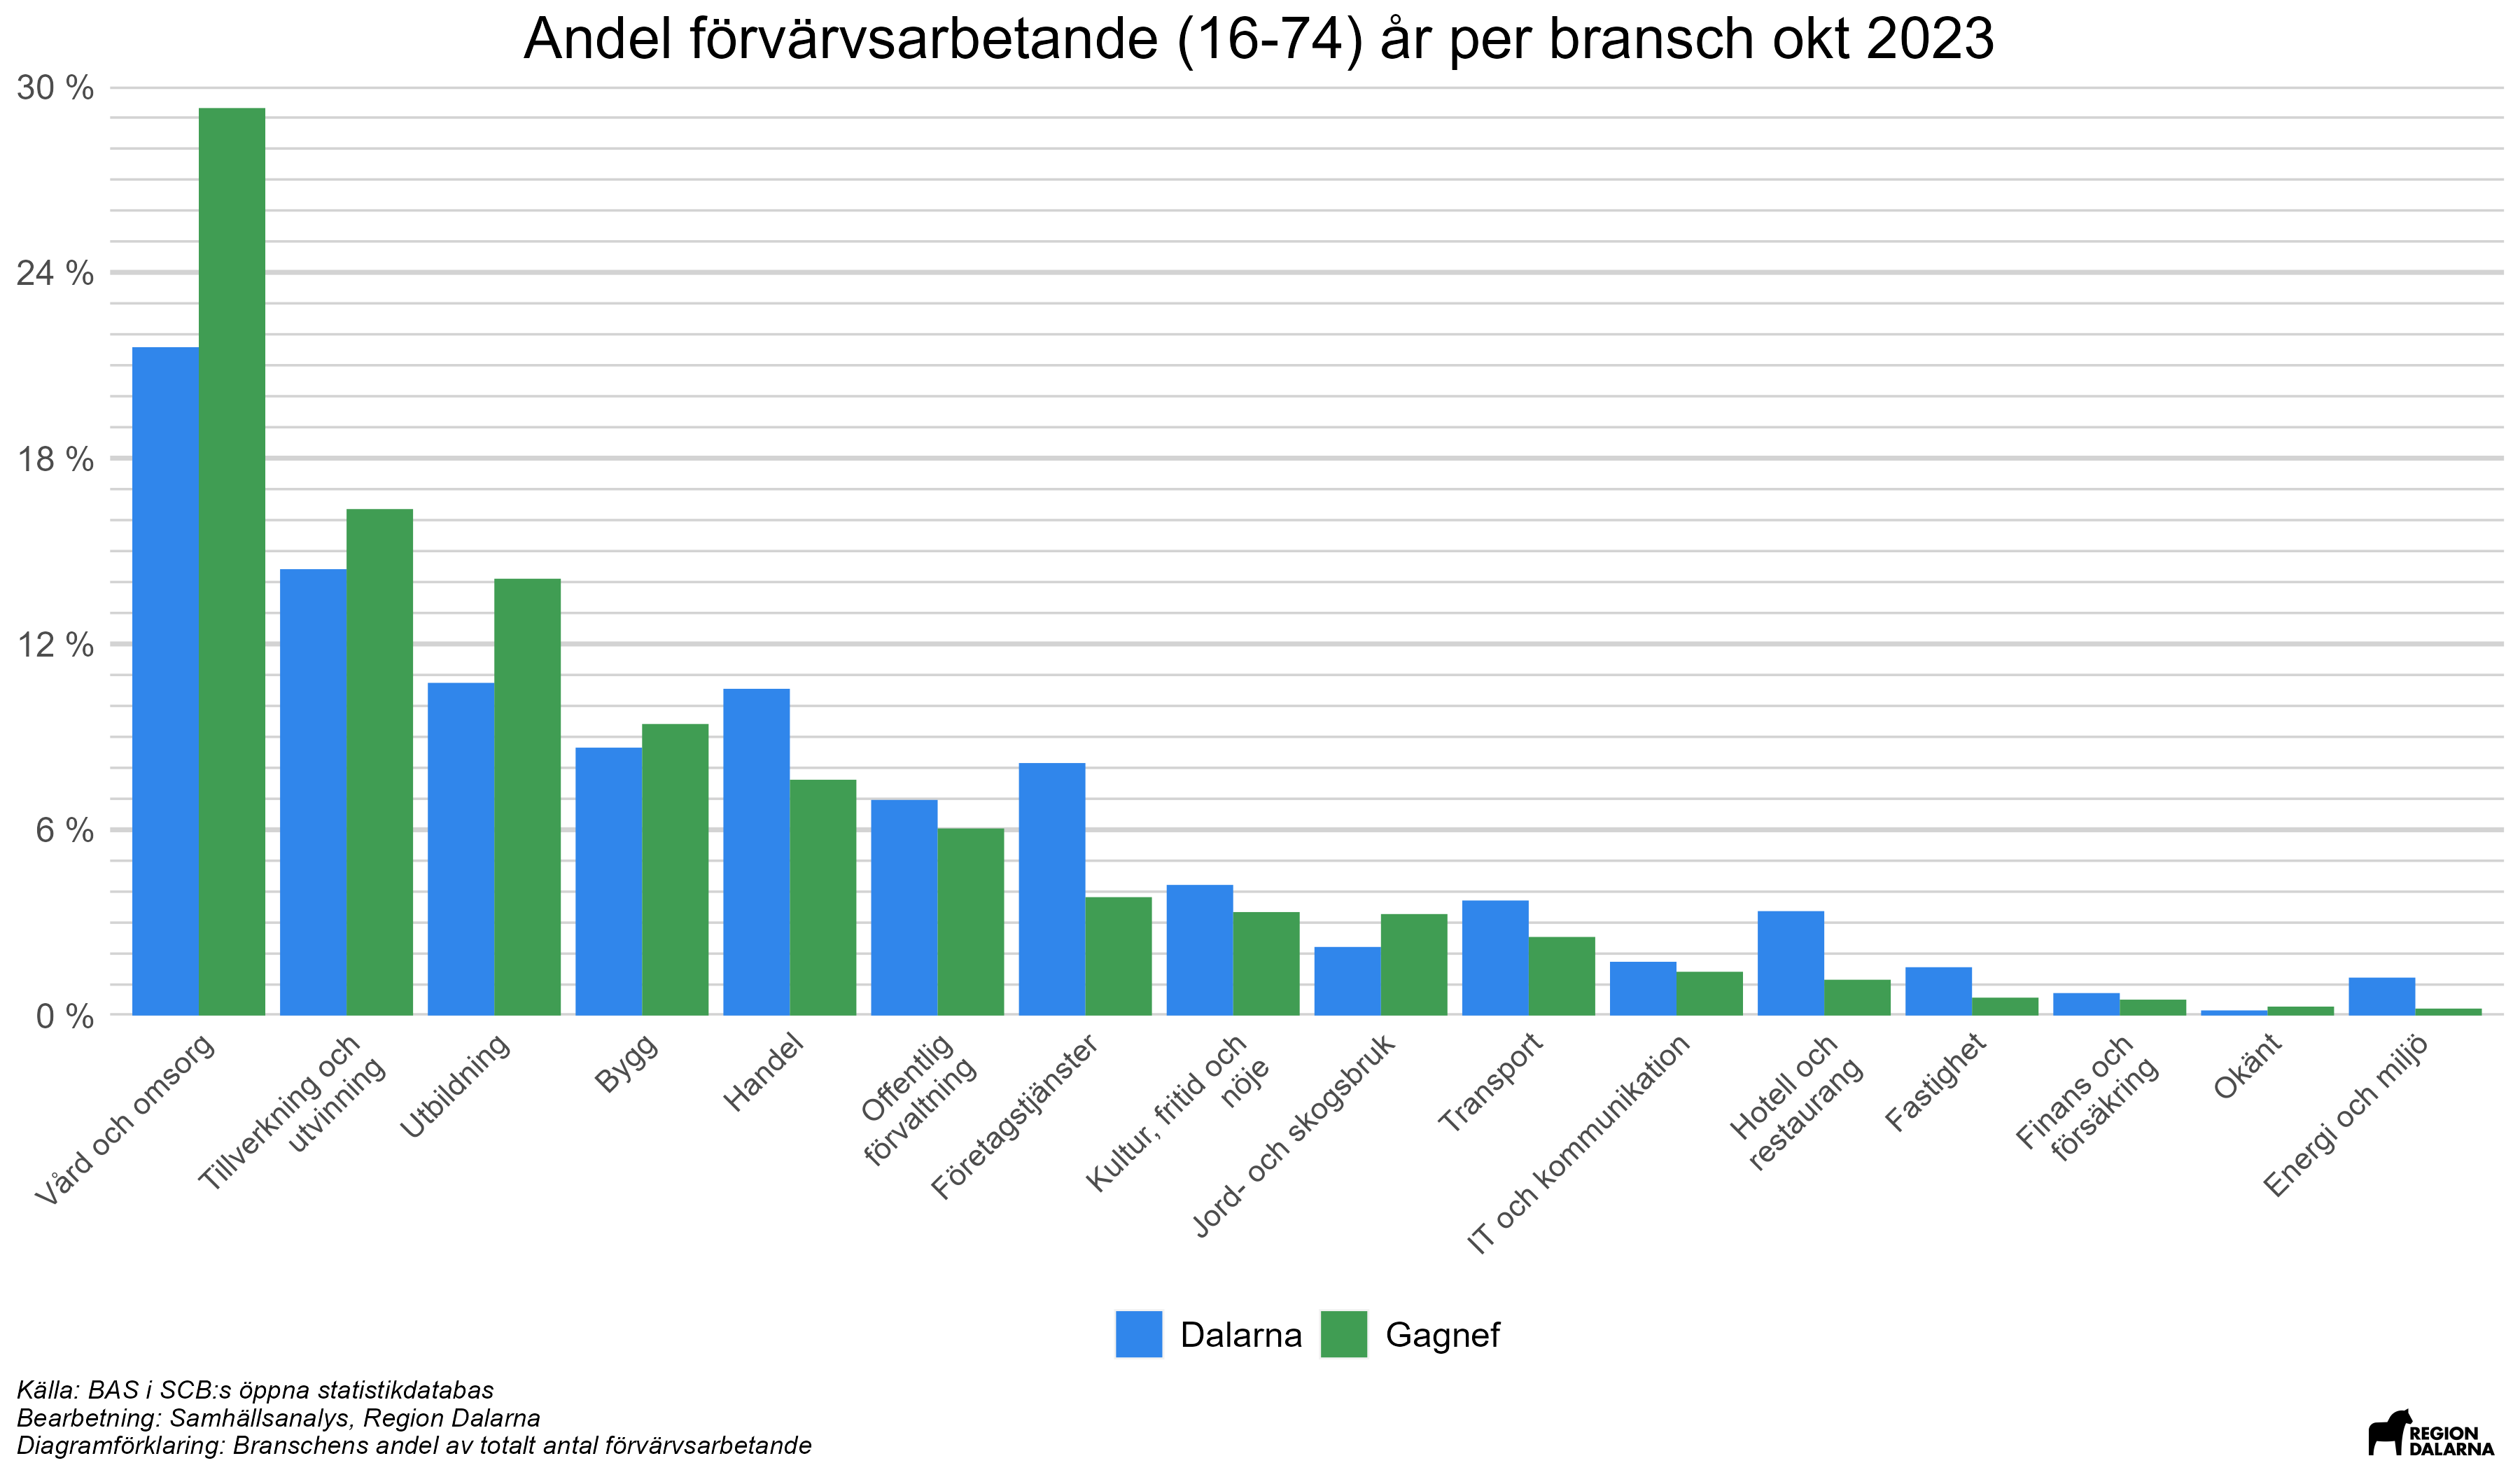 Andel förvärvsarbetande (16-74) år per bransch okt 2023
30 %
24 %
18 %
12 %
6 %
0 %
Vård och omsorg
Tillverkning och
utvinning
Utbildning
Bygg
Handel
Offentlig
förvaltning
Företagstjänster
Kultur, fritid och
nöje
Jord- och skogsbruk
Transport
IT och kommunikation
Hotell och
restaurang
Fastighet
Finans och
försäkring
Okänt
Energi och miljö
Dalarna
Gagnef
Källa: BAS i SCB:s öppna statistikdatabas
Bearbetning: Samhällsanalys, Region Dalarna
Diagramförklaring: Branschens andel av totalt antal förvärvsarbetande
REGION
DALARNA